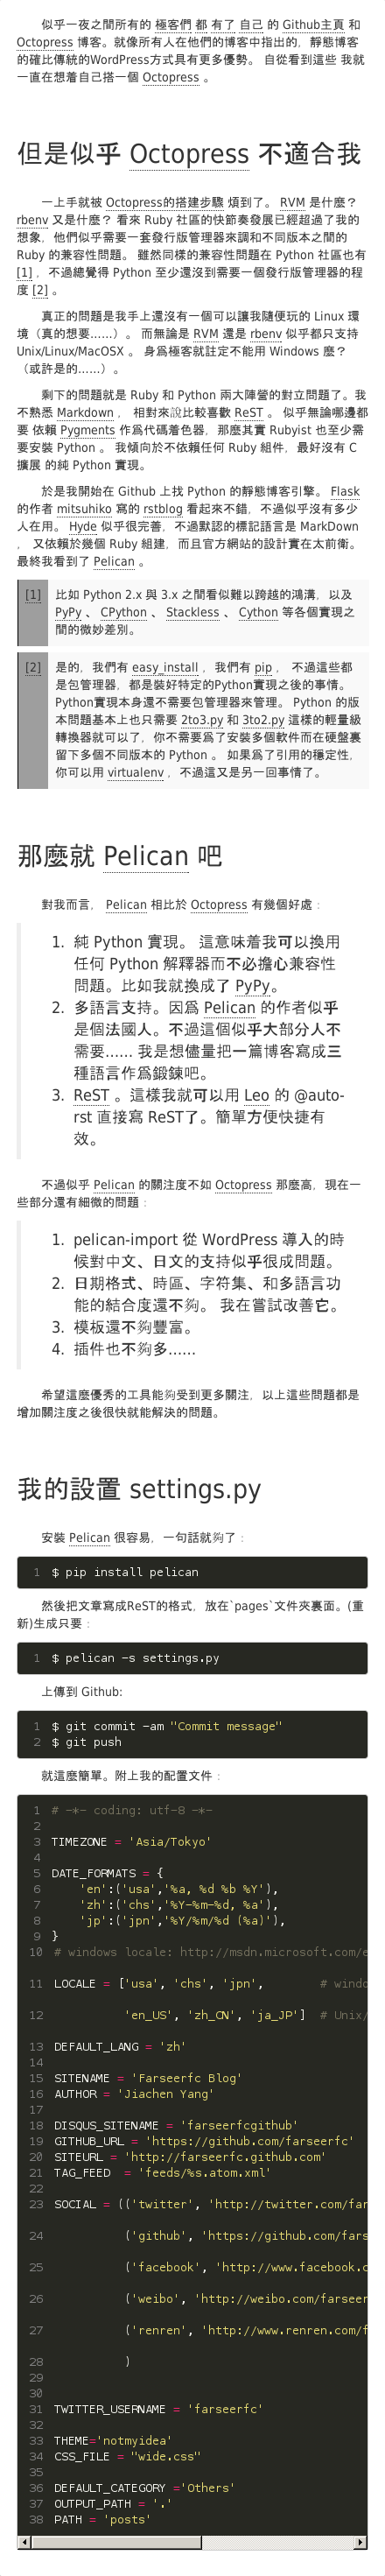 似乎一夜之間所有的 極客們 都 有了 自己 的 Github主頁 和
Octopress 博客。就像所有人在他們的博客中指出的，靜態博客
的確比傳統的WordPress方式具有更多優勢。 自從看到這些 我就
一直在想着自己搭一個 Octopress 。
但是似乎 Octopress 不適合我
一上手就被 Octopress的搭建步驟 煩到了。 RVM 是什麼？
rbenv 又是什麼？ 看來 Ruby 社區的快節奏發展已經超過了我的
想象，他們似乎需要一套發行版管理器來調和不同版本之間的
Ruby 的兼容性問題。 雖然同樣的兼容性問題在 Python 社區也有
[1] ，不過總覺得 Python 至少還沒到需要一個發行版管理器的程
度 [2] 。
真正的問題是我手上還沒有一個可以讓我隨便玩的 Linux 環
境（真的想要……）。 而無論是 RVM 還是 rbenv 似乎都只支持
Unix/Linux/MacOSX 。 身爲極客就註定不能用 Windows 麼？
（或許是的……）。
剩下的問題就是 Ruby 和 Python 兩大陣營的對立問題了。我
不熟悉 Markdown ， 相對來說比較喜歡 ReST 。 似乎無論哪邊都
要 依賴 Pygments 作爲代碼着色器，那麼其實 Rubyist 也至少需
要安裝 Python 。 我傾向於不依賴任何 Ruby 組件，最好沒有 C
擴展 的純 Python 實現。
於是我開始在 Github 上找 Python 的靜態博客引擎。 Flask
的作者 mitsuhiko 寫的 rstblog 看起來不錯，不過似乎沒有多少
人在用。 Hyde 似乎很完善，不過默認的標記語言是 MarkDown
， 又依賴於幾個 Ruby 組建，而且官方網站的設計實在太前衛。
最終我看到了 Pelican 。
[1] 比如 Python 2.x 與 3.x 之間看似難以跨越的鴻溝，以及
PyPy 、 CPython 、 Stackless 、 Cython 等各個實現之
間的微妙差別。
[2] 是的，我們有 easy_install ，我們有 pip ， 不過這些都
是包管理器，都是裝好特定的Python實現之後的事情。
Python實現本身還不需要包管理器來管理。 Python 的版
本問題基本上也只需要 2to3.py 和 3to2.py 這樣的輕量級
轉換器就可以了，你不需要爲了安裝多個軟件而在硬盤裏
留下多個不同版本的 Python 。 如果爲了引用的穩定性，
你可以用 virtualenv ，不過這又是另一回事情了。
那麼就 Pelican 吧
對我而言， Pelican 相比於 Octopress 有幾個好處：
1. 純 Python 實現。 這意味着我可以換用
任何 Python 解釋器而不必擔心兼容性
問題。比如我就換成了 PyPy。
2. 多語言支持。因爲 Pelican 的作者似乎
是個法國人。不過這個似乎大部分人不
需要…… 我是想儘量把一篇博客寫成三
種語言作爲鍛鍊吧。
3. ReST 。這樣我就可以用 Leo 的 @auto-
rst 直接寫 ReST了。簡單方便快捷有
效。
不過似乎 Pelican 的關注度不如 Octopress 那麼高，現在一
些部分還有細微的問題：
1. pelican-import 從 WordPress 導入的時
候對中文、日文的支持似乎很成問題。
2. 日期格式、時區、字符集、和多語言功
能的結合度還不夠。 我在嘗試改善它。
3. 模板還不夠豐富。
4. 插件也不夠多……
希望這麼優秀的工具能夠受到更多關注，以上這些問題都是
增加關注度之後很快就能解決的問題。
我的設置 settings.py
安裝 Pelican 很容易，一句話就夠了：
1 $ pip install pelican
然後把文章寫成ReST的格式，放在`pages`文件夾裏面。(重
新)生成只要：
1 $ pelican -s settings.py
上傳到 Github:
1 $ git commit -am "Commit message"
2 $ git push
就這麼簡單。附上我的配置文件：
1 # -*- coding: utf-8 -*-
2
3 TIMEZONE = 'Asia/Tokyo'
4
5 DATE_FORMATS = {
6     'en':('usa','%a, %d %b %Y'),
7     'zh':('chs','%Y-%m-%d, %a'),
8     'jp':('jpn','%Y/%m/%d (%a)'),
9 }
10 # windows locale: http://msdn.microsoft.com/e
11 LOCALE = ['usa', 'chs', 'jpn',        # windo
12           'en_US', 'zh_CN', 'ja_JP']  # Unix/
13 DEFAULT_LANG = 'zh'
14
15 SITENAME = 'Farseerfc Blog'
16 AUTHOR = 'Jiachen Yang'
17
18 DISQUS_SITENAME = 'farseerfcgithub'
19 GITHUB_URL = 'https://github.com/farseerfc'
20 SITEURL = 'http://farseerfc.github.com'
21 TAG_FEED  = 'feeds/%s.atom.xml'
22
23 SOCIAL = (('twitter', 'http://twitter.com/far
24           ('github', 'https://github.com/fars
25           ('facebook', 'http://www.facebook.c
26           ('weibo', 'http://weibo.com/farseer
27           ('renren', 'http://www.renren.com/f
28           )
29
30
31 TWITTER_USERNAME = 'farseerfc'
32
33 THEME='notmyidea'
34 CSS_FILE = "wide.css"
35
36 DEFAULT_CATEGORY ='Others'
37 OUTPUT_PATH = '.'
38 PATH = 'posts'